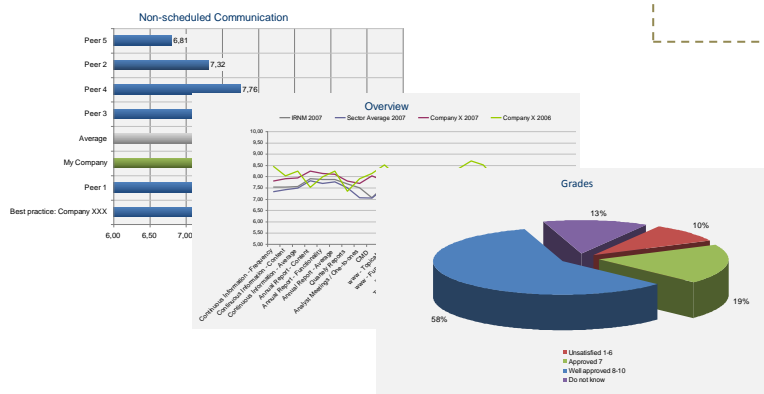 Non-scheduled Communication
Peer 5
6,81
Peer 2
7,32
Peer 4
7,76
Peer 3
Average
My Company
Peer 1
Best practice: Company XXX
6,00 6,50 7,00
Overview
IRNM 2007 Sector Average 2007 Company X 2007 Company X 2006
10,00
9,50
9,00
8,50
8,00
7,50
7,00
6,50
6,00
5,50
5,00
Continuous Information - Frequency
Continuous Information - Content
Continuous Information - Average
Annual Report - Content
Annual Report - Functionality
Annual Report - Average
Quarterly Reports
Analyst Meetings / One-to-ones
CMD
Grades
13%
10%
19%
58%
Unsatisfied 1-6
Approved 7
Well approved 8-10
Do not know